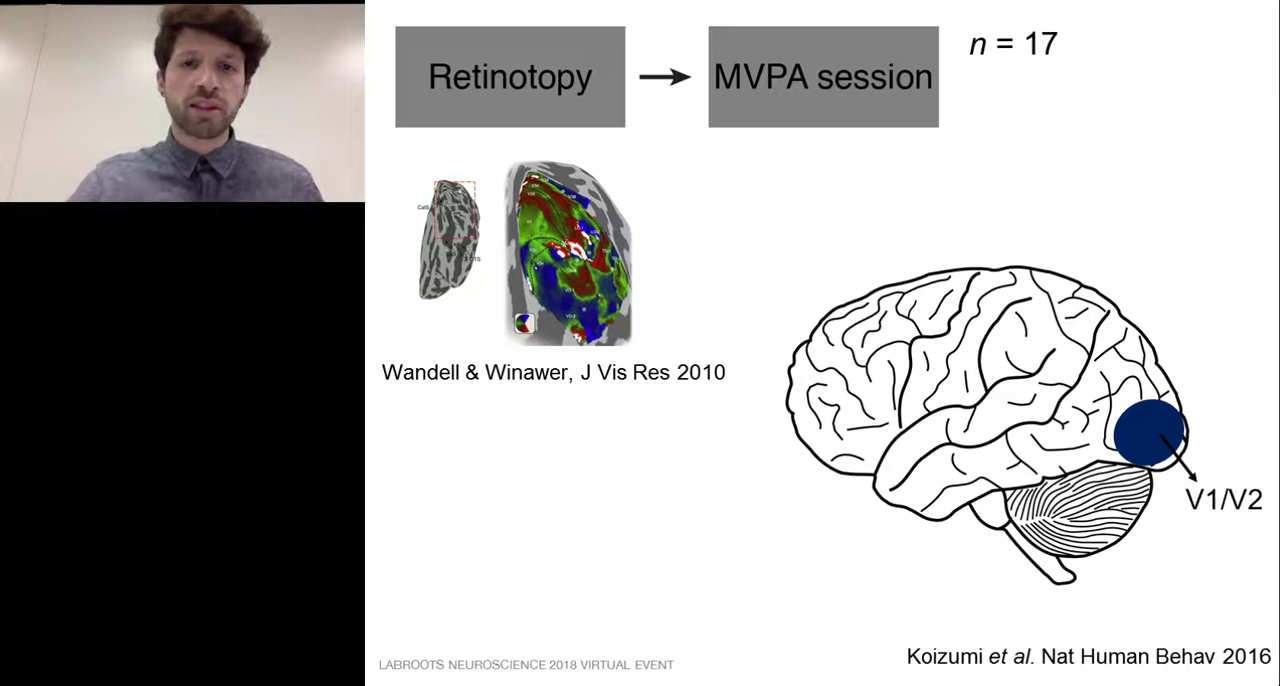 Retinotopy
MVPA session
n = 17
Wandell & Winawer, J Vis Res 2010
V1/V2
LABROOTS NEUROSCIENCE 2018 VIRTUAL EVENT
Koizumi et al. Nat Human Behav 2016